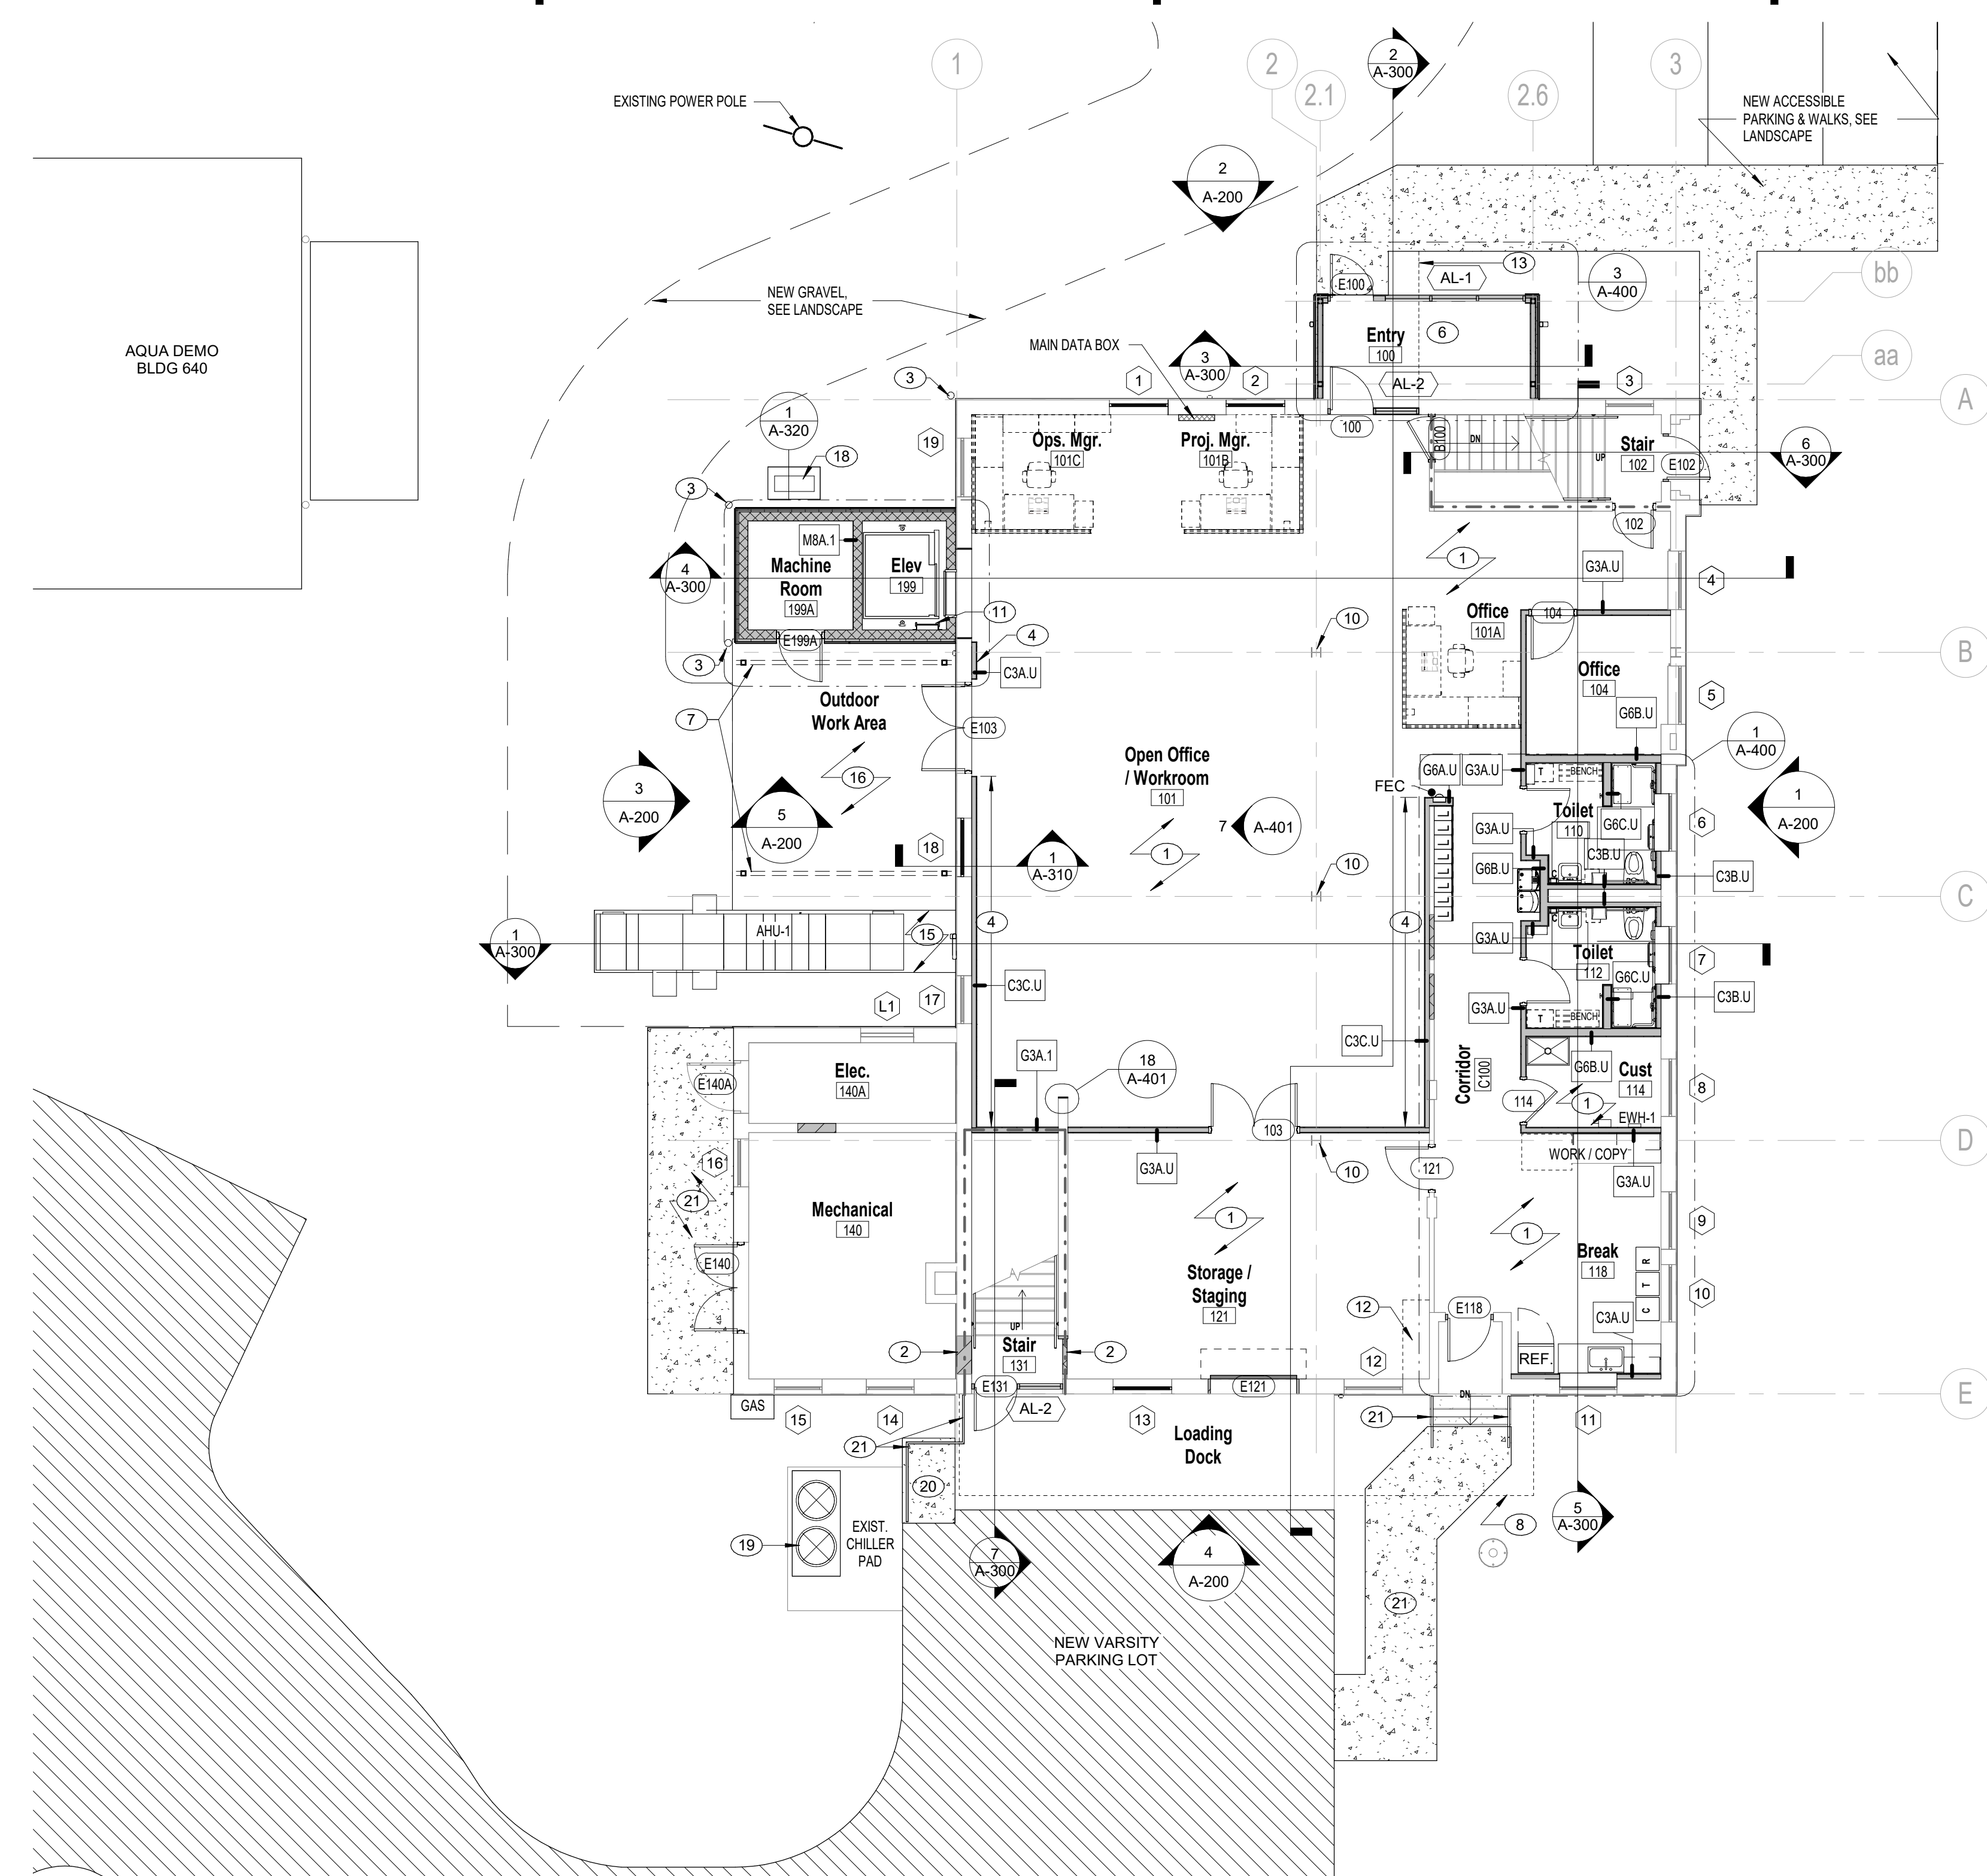 1
2
2.1
2
A-300
2.6
3
EXISTING POWER POLE
NEW ACCESSIBLE
PARKING & WALKS, SEE
LANDSCAPE
2
A-200
bb
aa
A
B
C
D
E
13
AL-1
3
A-400
E100
NEW GRAVEL,
SEE LANDSCAPE
AQUA DEMO
BLDG 640
MAIN DATA BOX
Entry
100
6
3
A-300
3
1
2
AL-2
3
1
A-320
19
18
Ops. Mgr.
101C
Proj. Mgr.
101B
100
B100
DN
UP
Stair
102
E102
6
A-300
3
102
M8A.1
Machine
Room
199A
Elev
199
4
A-300
1
G3A.U
4
11
4
10
Office
101A
104
E199A
3
C3A.U
Office
104
G6B.U
5
7
Outdoor
Work Area
E103
1
A-400
Open Office
/ Workroom
101
16
3
A-200
5
A-200
18
1
A-310
7
A-401
1
FEC
G6A.U
G3A.U
T
BENCH
Toilet
110
G6C.U
6
1
A-200
G3A.U
C3B.U
G6B.U
C
C3B.U
10
4
4
1
A-300
AHU-1
15
G3A.U
C
Toilet
112
G6C.U
7
C3B.U
L1
17
C3C.U
G3A.U
T
BENCH
C3C.U
G3A.1
18
A-401
Elec.
140A
E140A
Corridor
C100
G6B.U
Cust
114
8
114
1
EWH-1
103
G3A.U
10
121
WORK / COPY
G3A.U
16
21
Mechanical
140
1
1
9
E140
Storage /
Staging
121
Break
118
R
T
C
10
12
E118
C3A.U
UP
2
Stair
131
2
12
REF.
E131
E121
GAS
15
14
AL-2
13
DN
21
11
21
Loading
Dock
20
8
5
A-300
19
EXIST.
CHILLER
PAD
7
A-300
4
A-200
21
NEW VARSITY
PARKING LOT